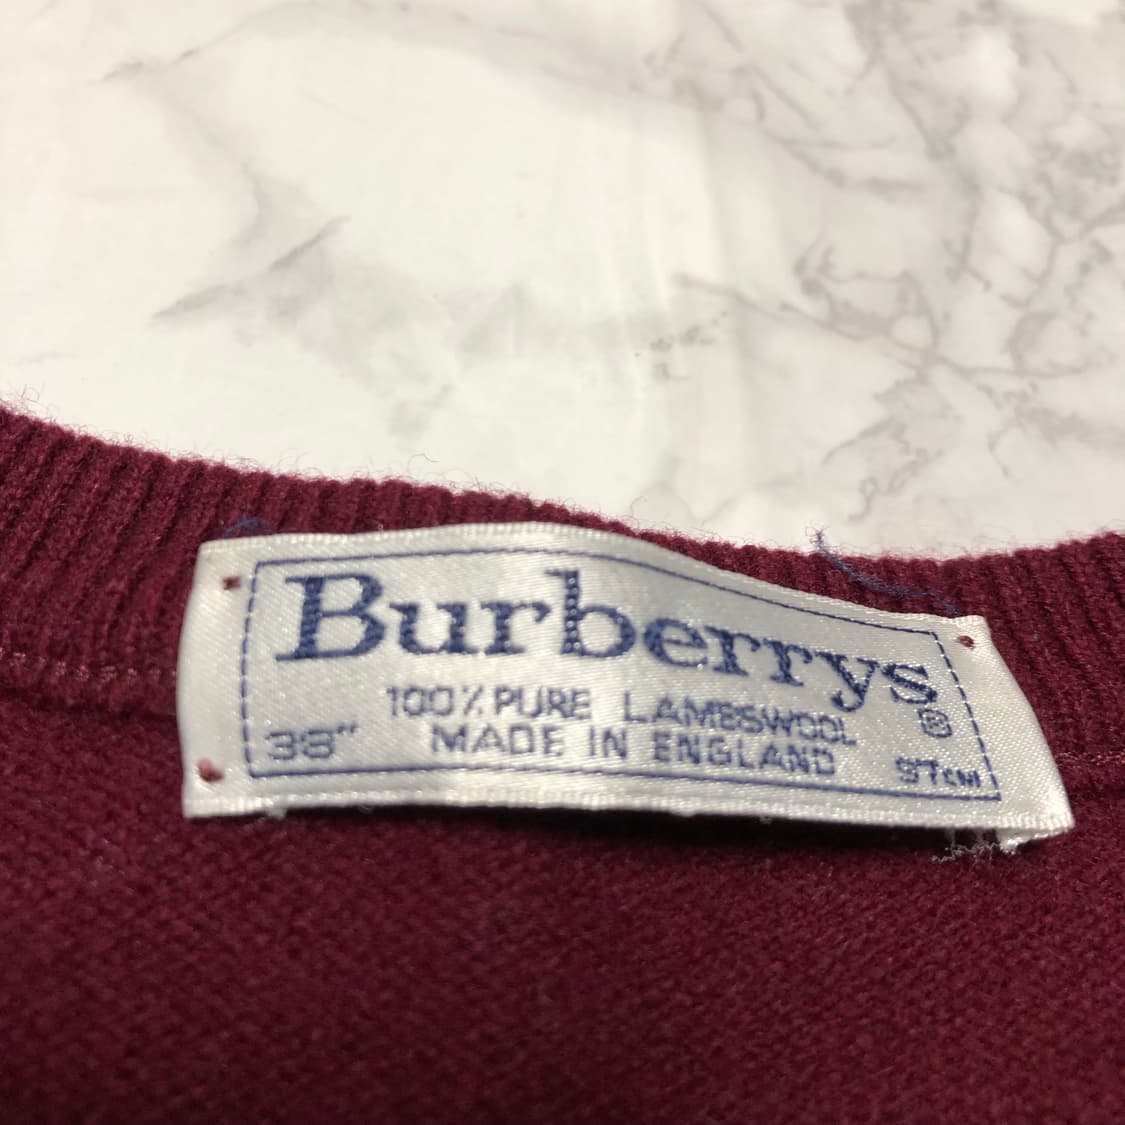 Burberrys
®
100% PURE LAMBSWOOL
38" MADE IN ENGLAND 97cm